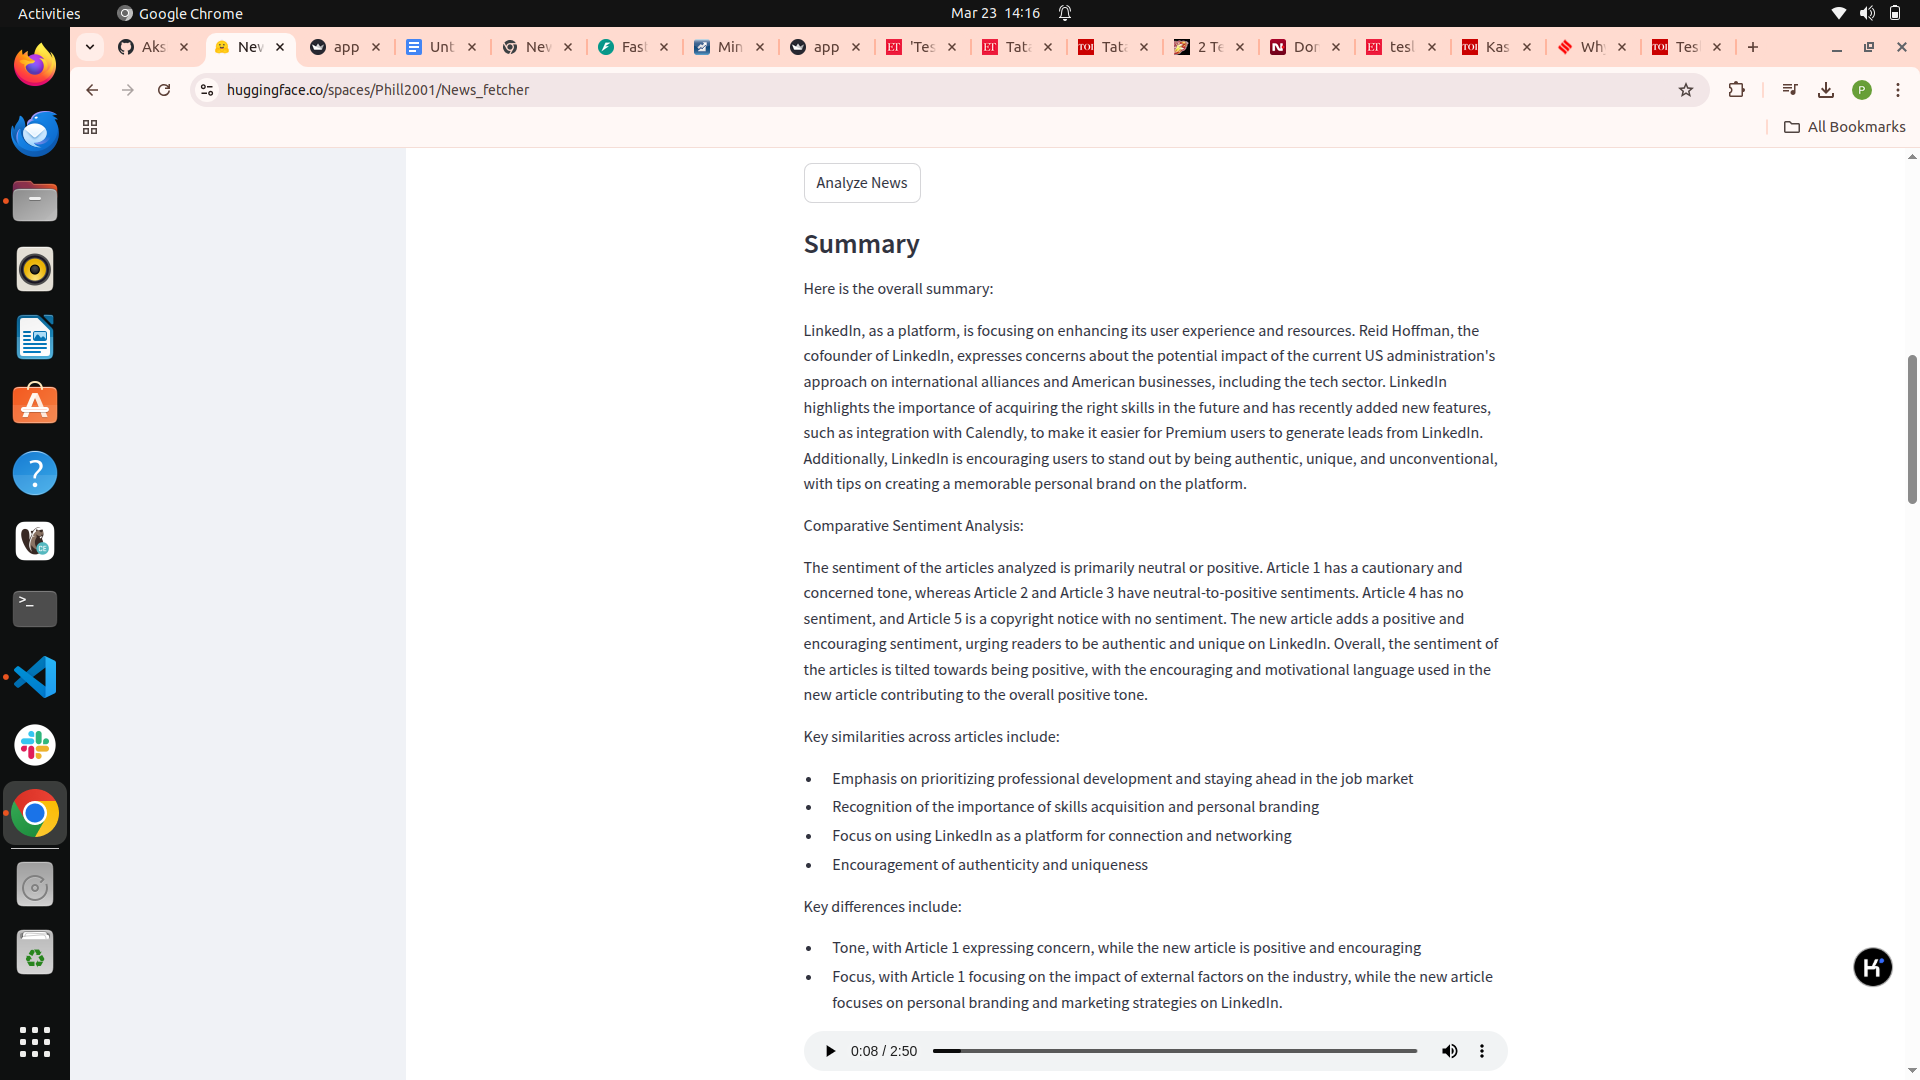 Activities
Google Chrome
Mar 23 14:16
Aks
New
app
Unt
New
Fast
Min
app
'Tes
Tata
Tata
2 Te
Dor
tesl
Kas
Why
Tesl
huggingface.co/spaces/Phill2001/News_fetcher
P
All Bookmarks
Analyze News
Summary
Here is the overall summary:
LinkedIn, as a platform, is focusing on enhancing its user experience and resources. Reid Hoffman, the
cofounder of LinkedIn, expresses concerns about the potential impact of the current US administration's
approach on international alliances and American businesses, including the tech sector. LinkedIn
highlights the importance of acquiring the right skills in the future and has recently added new features,
such as integration with Calendly, to make it easier for Premium users to generate leads from LinkedIn.
Additionally, LinkedIn is encouraging users to stand out by being authentic, unique, and unconventional,
with tips on creating a memorable personal brand on the platform.
Comparative Sentiment Analysis:
The sentiment of the articles analyzed is primarily neutral or positive. Article 1 has a cautionary and
concerned tone, whereas Article 2 and Article 3 have neutral-to-positive sentiments. Article 4 has no
sentiment, and Article 5 is a copyright notice with no sentiment. The new article adds a positive and
encouraging sentiment, urging readers to be authentic and unique on LinkedIn. Overall, the sentiment of
the articles is tilted towards being positive, with the encouraging and motivational language used in the
new article contributing to the overall positive tone.
Key similarities across articles include:
• Emphasis on prioritizing professional development and staying ahead in the job market
• Recognition of the importance of skills acquisition and personal branding
• Focus on using LinkedIn as a platform for connection and networking
• Encouragement of authenticity and uniqueness
Key differences include:
• Tone, with Article 1 expressing concern, while the new article is positive and encouraging
• Focus, with Article 1 focusing on the impact of external factors on the industry, while the new article
focuses on personal branding and marketing strategies on LinkedIn.
0:08 / 2:50